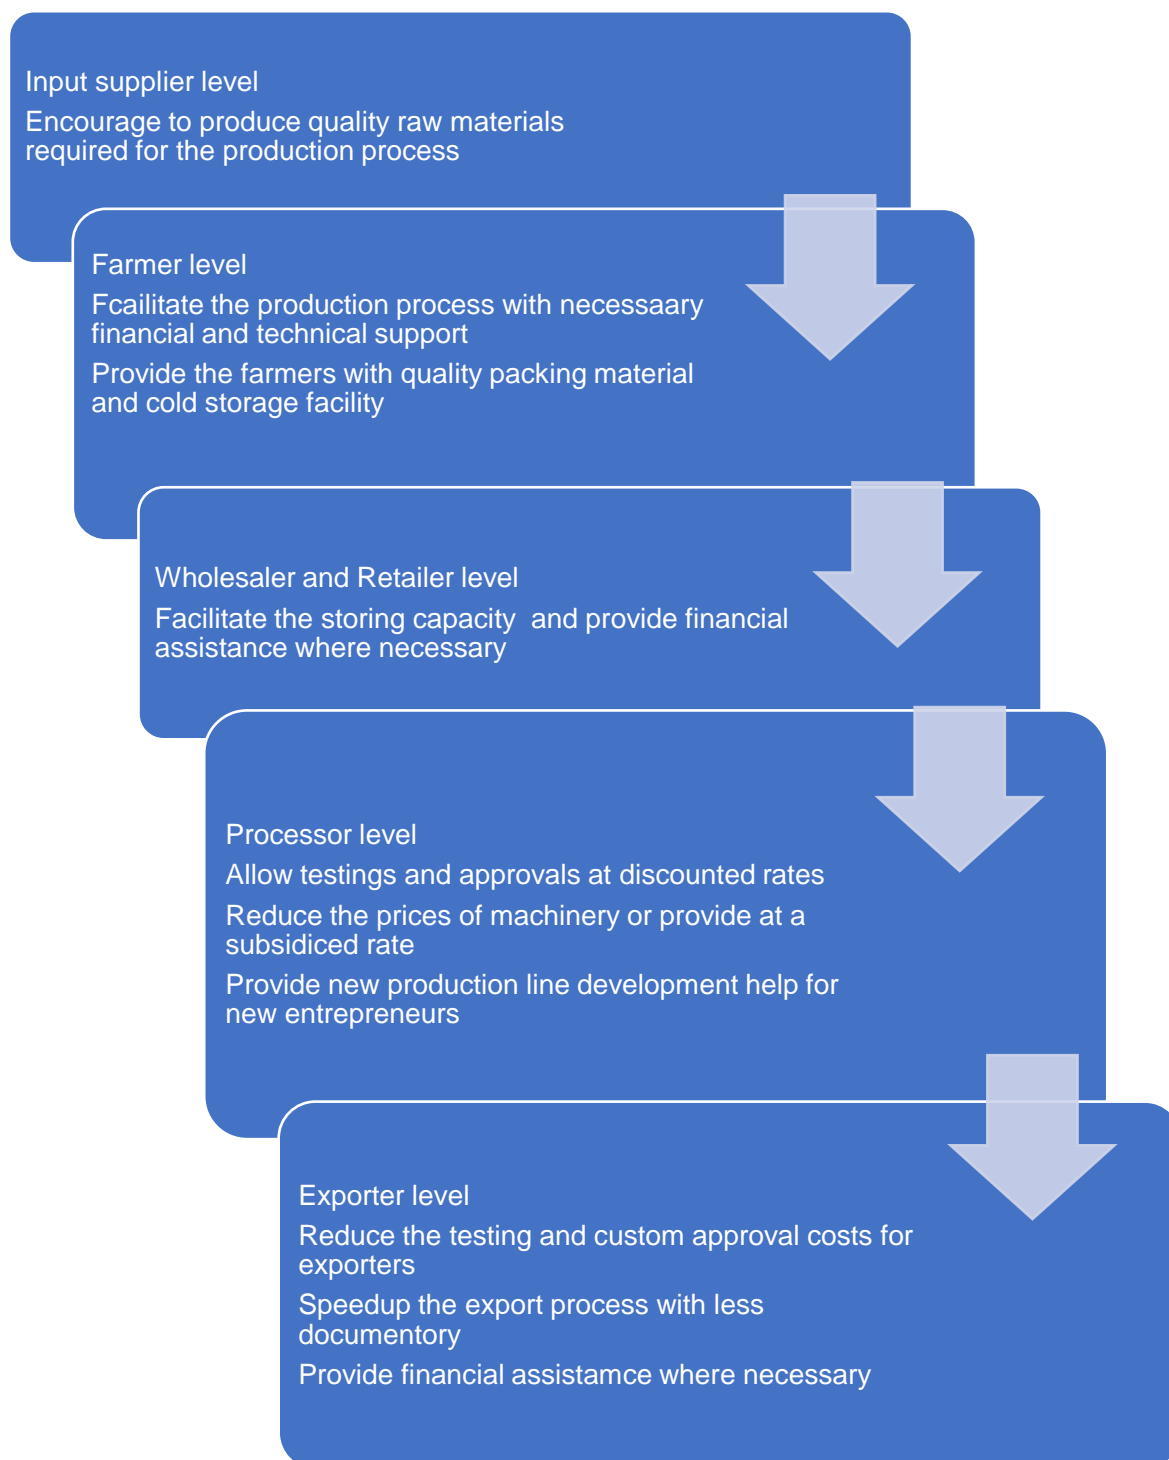 Input supplier level
Encourage to produce quality raw materials
required for the production process
Farmer level
Fcailitate the production process with necessaary
financial and technical support
Provide the farmers with quality packing material
and cold storage facility
Wholesaler and Retailer level
Facilitate the storing capacity  and provide financial
assistance where necessary
Processor level
Allow testings and approvals at discounted rates
Reduce the prices of machinery or provide at a
subsidiced rate
Provide new production line development help for
new entrepreneurs
Exporter level
Reduce the testing and custom approval costs for
exporters
Speedup the export process with less
documentory
Provide financial assistamce where necessary